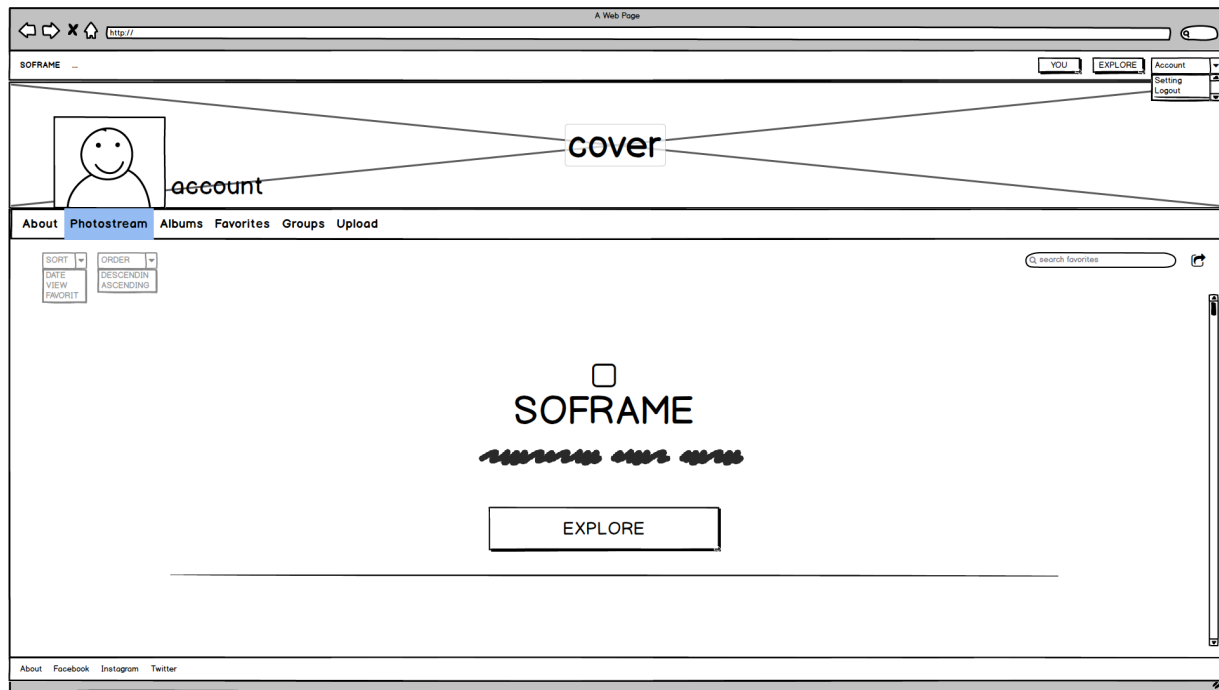 A Web Page
http://
SOFRAME ... YOU EXPLORE Account
Setting
Logout
cover
account
About Photostream Albums Favorites Groups Upload
SORT ORDER search favorites
DATE DESCENDIN
VIEW ASCENDING
FAVORIT
SOFRAME
EXPLORE
About Facebook Instagram Twitter